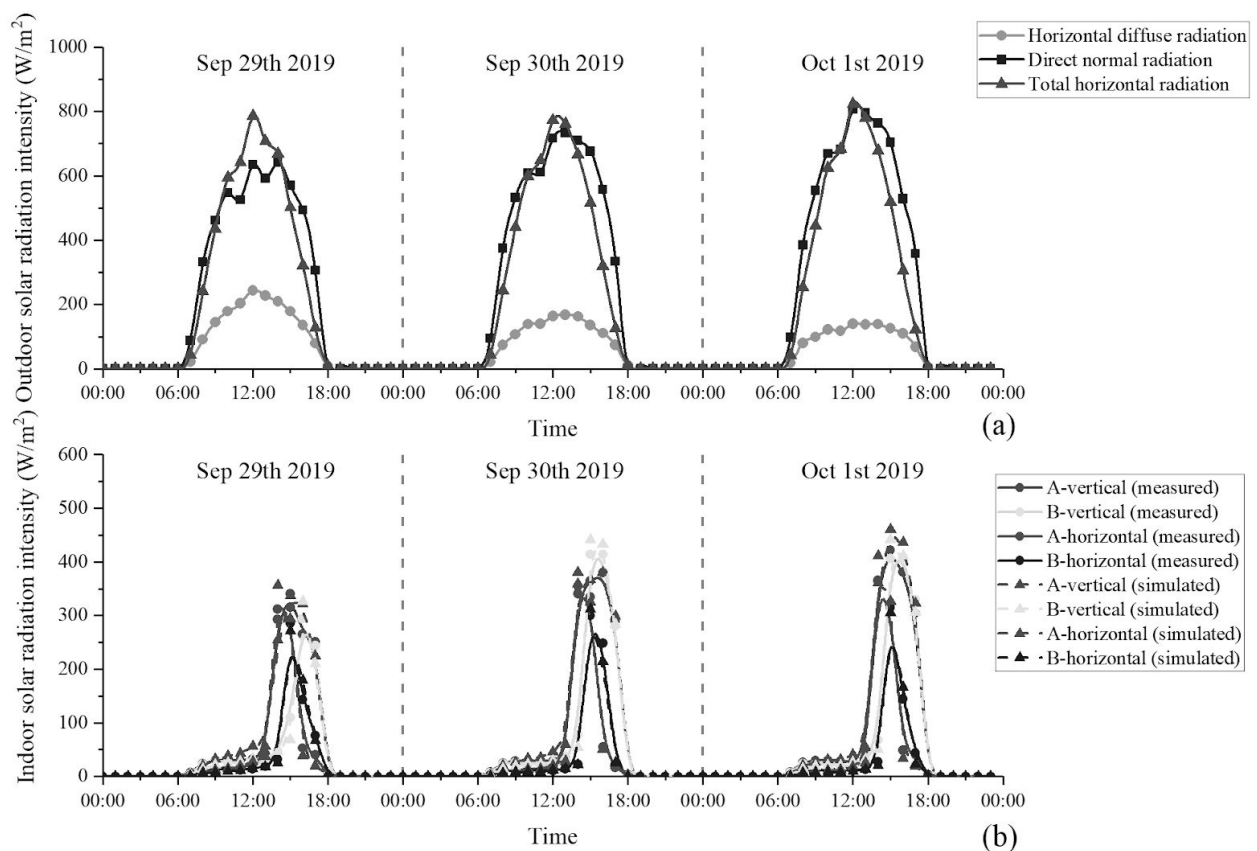 Outdoor solar radiation intensity (W/m²)
1000
800
600
400
200
0
Sep 29th 2019
Sep 30th 2019
Oct 1st 2019
Horizontal diffuse radiation
Direct normal radiation
Total horizontal radiation
00:00 06:00 12:00 18:00 00:00 06:00 12:00 18:00 00:00 06:00 12:00 18:00 00:00
Time
(a)
Indoor solar radiation intensity (W/m²)
600
500
400
300
200
100
0
Sep 29th 2019
Sep 30th 2019
Oct 1st 2019
A-vertical (measured)
B-vertical (measured)
A-horizontal (measured)
B-horizontal (measured)
A-vertical (simulated)
B-vertical (simulated)
A-horizontal (simulated)
B-horizontal (simulated)
00:00 06:00 12:00 18:00 00:00 06:00 12:00 18:00 00:00 06:00 12:00 18:00 00:00
Time
(b)